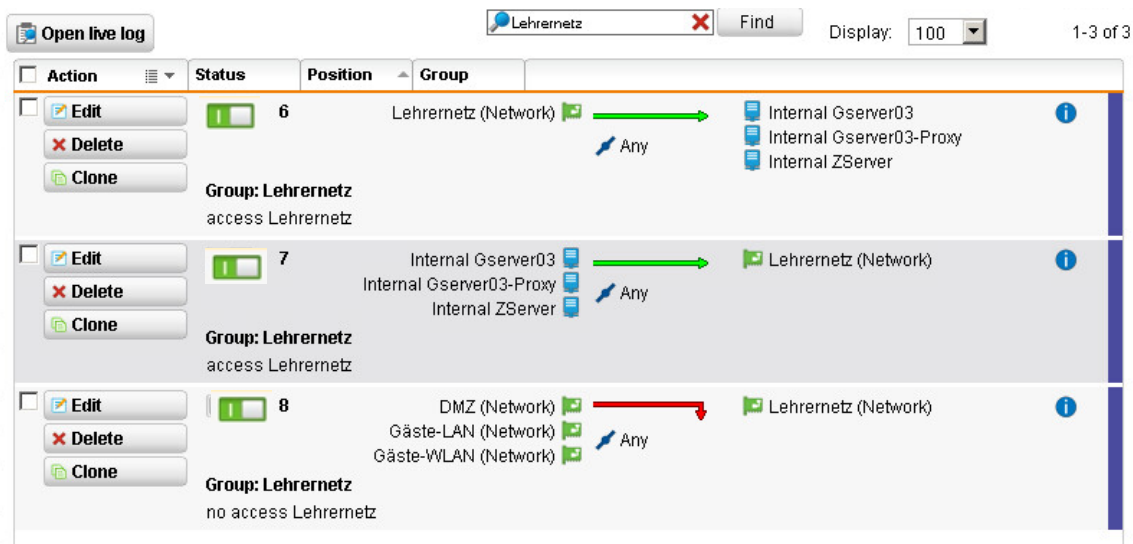 Open live log
Lehrernetz
Find
Display: 100
1-3 of 3
Action Status Position Group
Edit
Delete
Clone
6
Lehrernetz (Network)
Any
Internal Gserver03
Internal Gserver03-Proxy
Internal ZServer
Group: Lehrernetz
access Lehrernetz
Edit
Delete
Clone
7
Internal Gserver03
Internal Gserver03-Proxy
Internal ZServer
Any
Lehrernetz (Network)
Group: Lehrernetz
access Lehrernetz
Edit
Delete
Clone
8
DMZ (Network)
Gäste-LAN (Network)
Gäste-WLAN (Network)
Any
Lehrernetz (Network)
Group: Lehrernetz
no access Lehrernetz